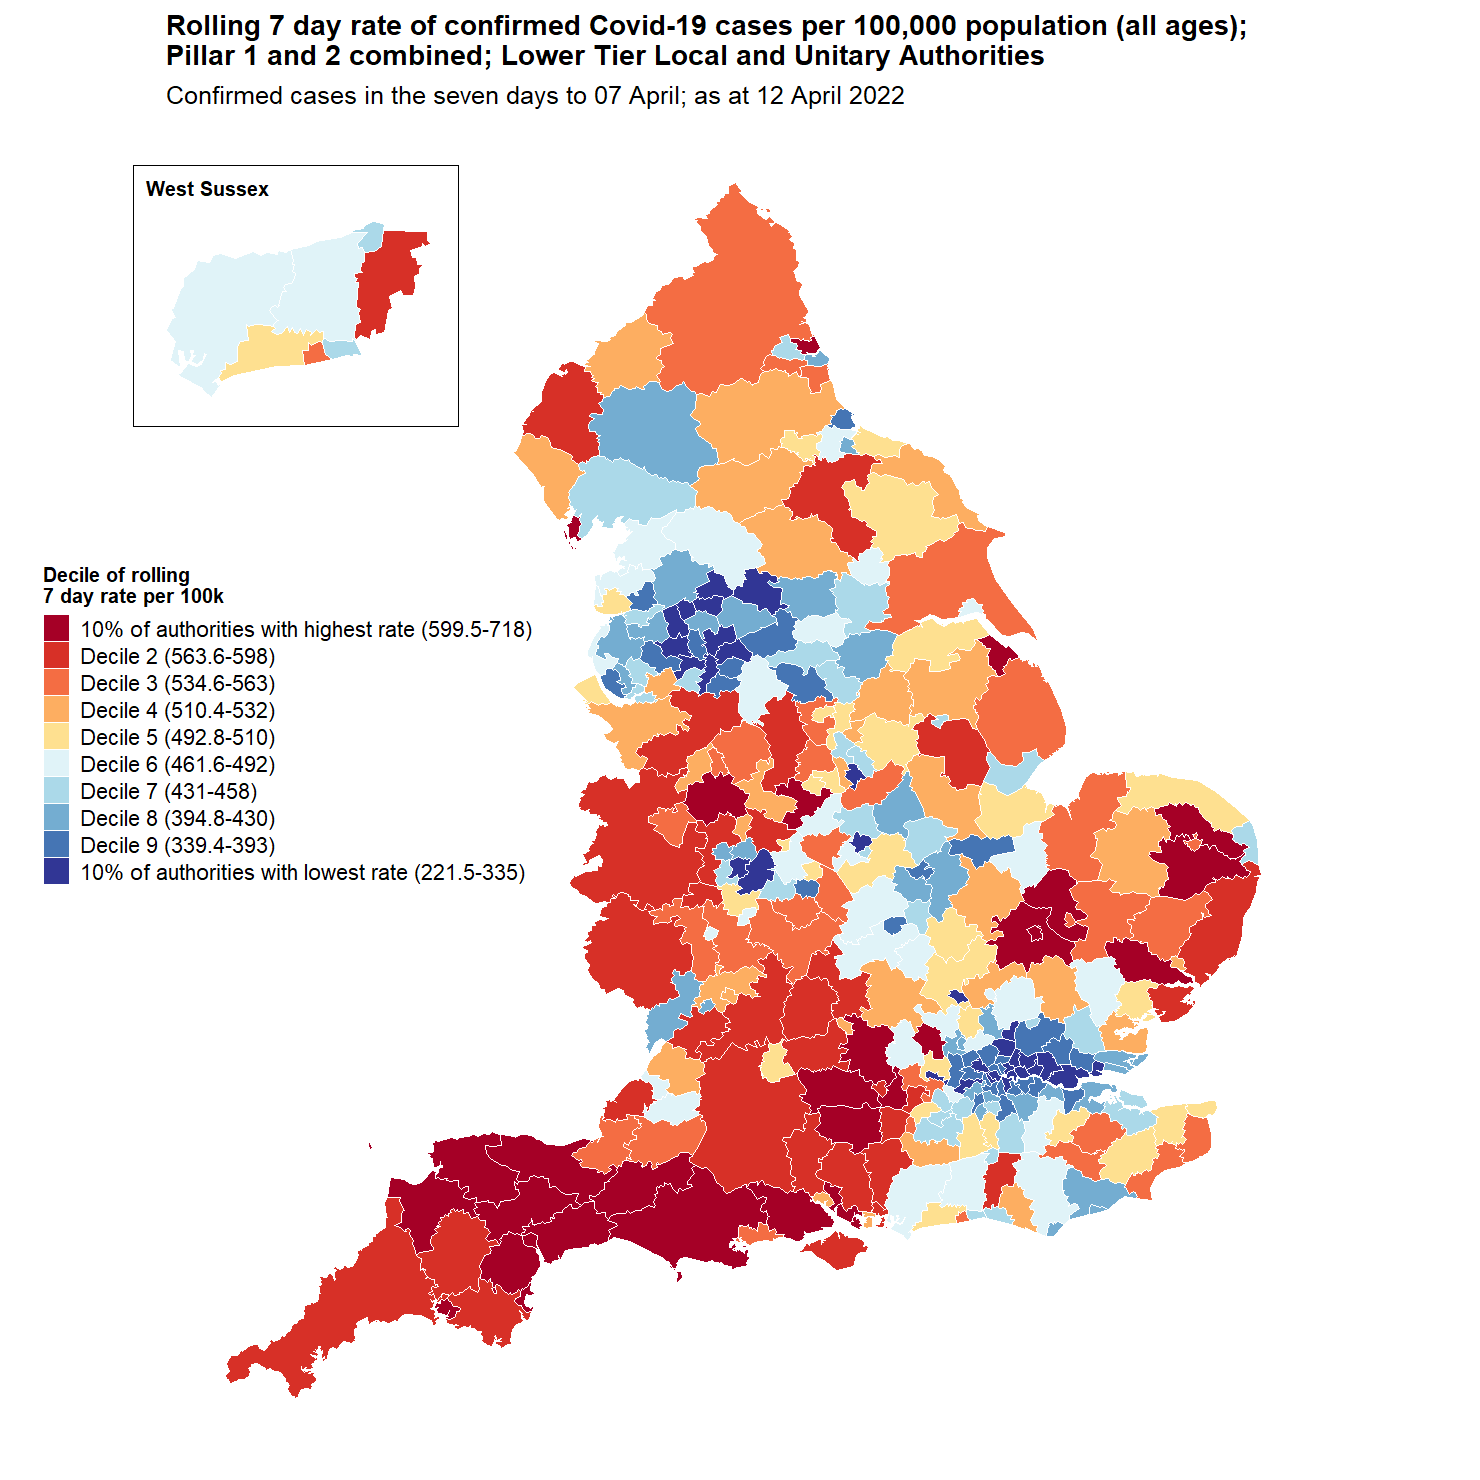 Rolling 7 day rate of confirmed Covid-19 cases per 100,000 population (all ages);
Pillar 1 and 2 combined; Lower Tier Local and Unitary Authorities
Confirmed cases in the seven days to 07 April; as at 12 April 2022
West Sussex
Decile of rolling
7 day rate per 100k
10% of authorities with highest rate (599.5-718)
Decile 2 (563.6-598)
Decile 3 (534.6-563)
Decile 4 (510.4-532)
Decile 5 (492.8-510)
Decile 6 (461.6-492)
Decile 7 (431-458)
Decile 8 (394.8-430)
Decile 9 (339.4-393)
10% of authorities with lowest rate (221.5-335)